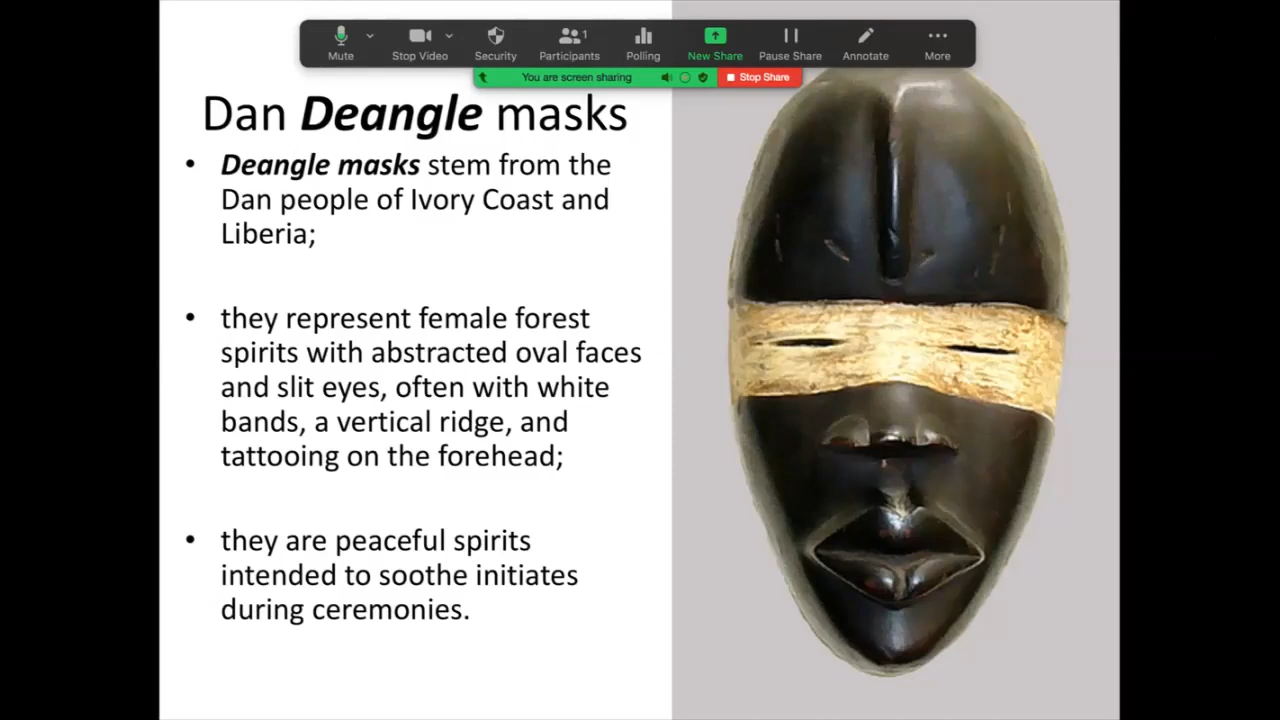 Mute
Stop Video
Security
1
Participants
Polling
New Share
Pause Share
Annotate
More
You are screen sharing
Stop Share
Dan Deangle masks
• Deangle masks stem from the
Dan people of Ivory Coast and
Liberia;
• they represent female forest
spirits with abstracted oval faces
and slit eyes, often with white
bands, a vertical ridge, and
tattooing on the forehead;
• they are peaceful spirits
intended to soothe initiates
during ceremonies.